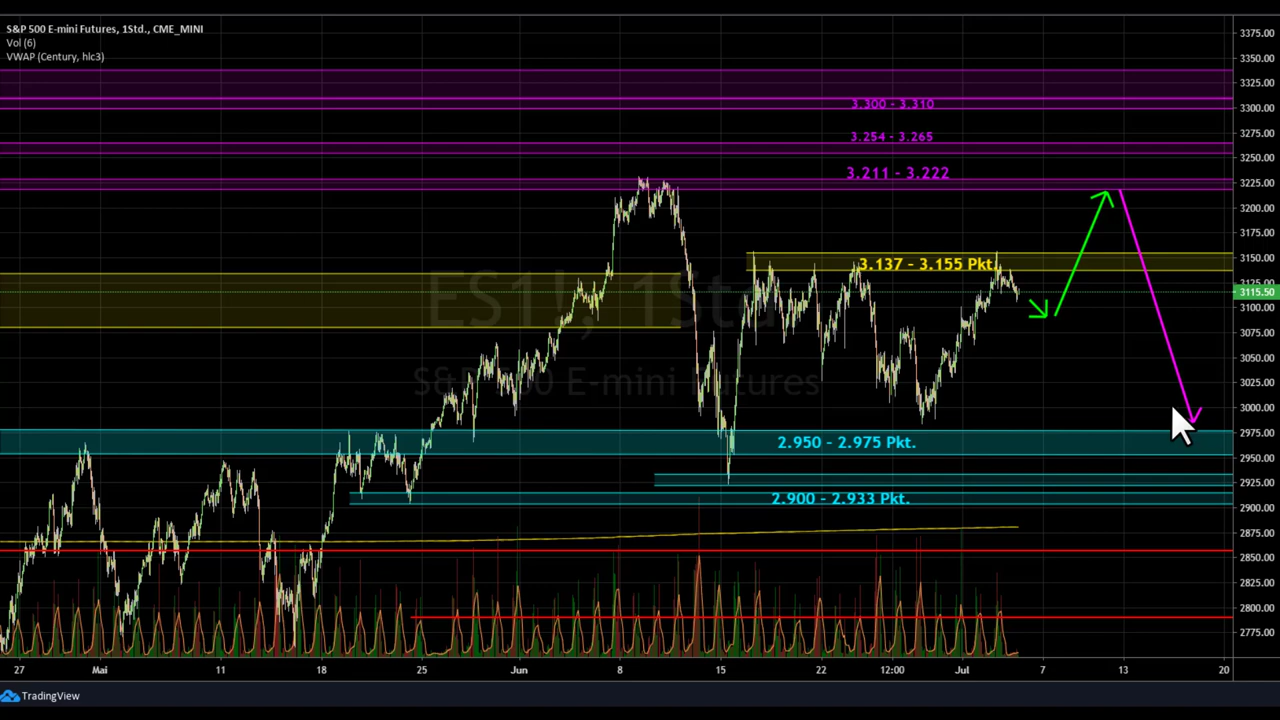 S&P 500 E-mini Futures, 1Std., CME_MINI
Vol (6)
VWAP (Century, hlc3)
3375.00
3350.00
3325.00
3300.00
3275.00
3250.00
3225.00
3200.00
3175.00
3150.00
3125.00
3115.50
3100.00
3075.00
3050.00
3025.00
3000.00
2975.00
2950.00
2925.00
2900.00
2875.00
2850.00
2825.00
2800.00
2775.00
3.300 - 3.310
3.254 - 3.265
3.211 - 3.222
3.137 - 3.155 Pkt.
ES1!, 1Std
S&P 500 E-mini Futures
2.950 - 2.975 Pkt.
2.900 - 2.933 Pkt.
27 Mai 11 18 25 Jun 8 15 22 12:00 Jul 7 13 20
TradingView